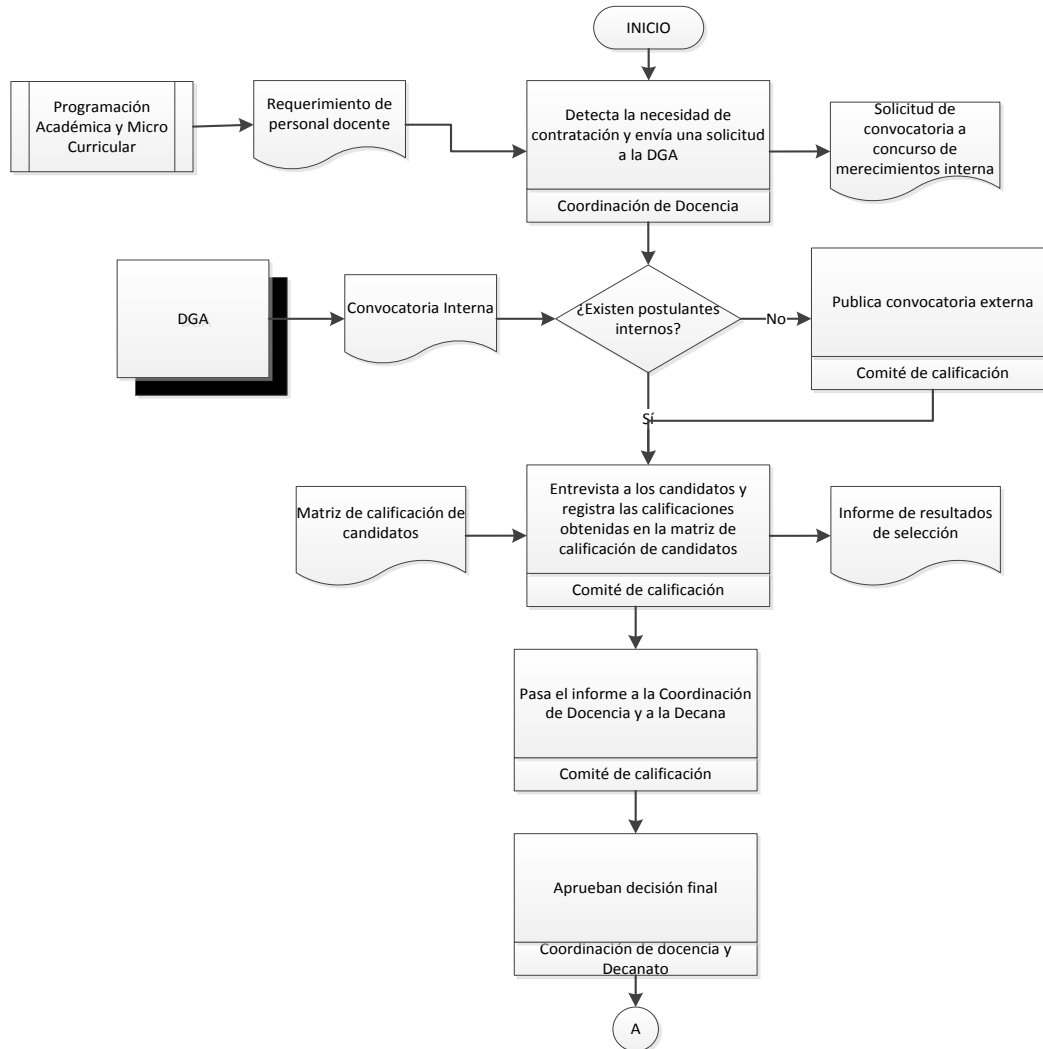 INICIO
Programación
Académica y Micro
Curricular
Requerimiento de
personal docente
Detecta la necesidad de
contratación y envía una solicitud
a la DGA
Coordinación de Docencia
Solicitud de
convocatoria a
concurso de
merecimientos interna
DGA
Convocatoria Interna
¿Existen postulantes
internos?
No
Publica convocatoria externa
Comité de calificación
Sí
Matriz de calificación de
candidatos
Entrevista a los candidatos y
registra las calificaciones
obtenidas en la matriz de
calificación de candidatos
Comité de calificación
Informe de resultados
de selección
Pasa el informe a la Coordinación
de Docencia y a la Decana
Comité de calificación
Aprueban decisión final
Coordinación de docencia y
Decanato
A